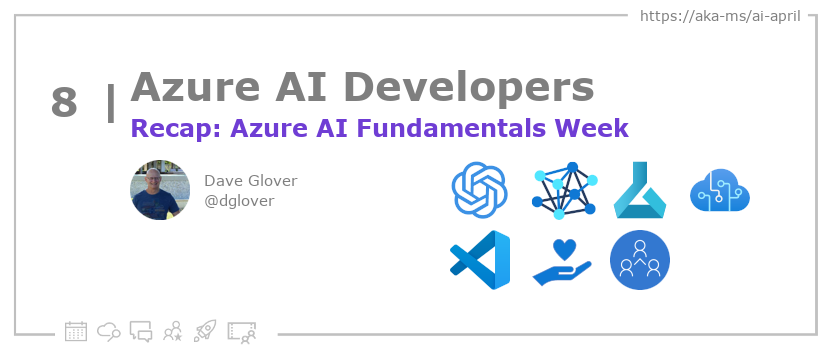 https://aka-ms/ai-april
8 | Azure AI Developers
Recap: Azure AI Fundamentals Week
Dave Glover
@dglover